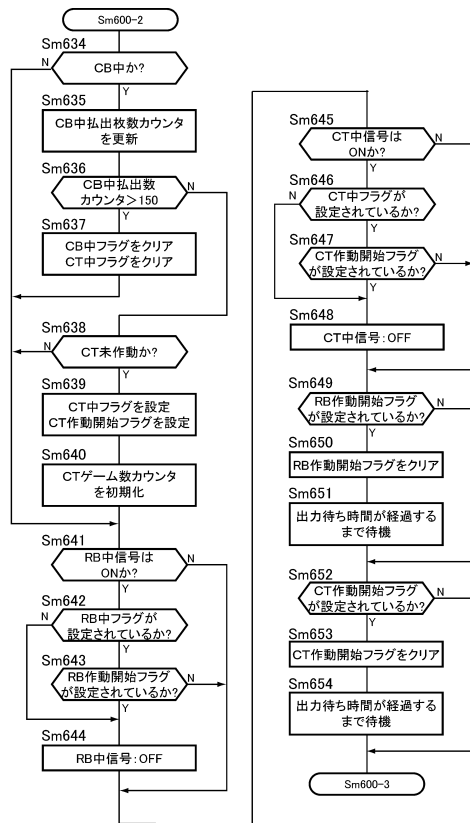 Sm600-2
Sm634
N
CB中か?
Y
Sm635
CB中払出枚数カウンタ
を更新
Sm636
CB中払出数
カウンタ>150
N
Y
Sm637
CB中フラグをクリア
CT中フラグをクリア
Sm638
N
CT未作動か?
Y
Sm639
CT中フラグを設定
CT作動開始フラグを設定
Sm640
CTゲーム数カウンタ
を初期化
Sm641
RB中信号は
ONか?
N
Y
Sm642
N
RB中フラグが
設定されているか?
Y
Sm643
RB作動開始フラグ
が設定されているか?
N
Y
Sm644
RB中信号:OFF
Sm645
CT中信号は
ONか?
N
Y
Sm646
N
CT中フラグが
設定されているか?
Y
Sm647
CT作動開始フラグ
が設定されているか?
N
Y
Sm648
CT中信号:OFF
Sm649
RB作動開始フラグ
が設定されているか?
N
Y
Sm650
RB作動開始フラグをクリア
Sm651
出力待ち時間が経過する
まで待機
Sm652
CT作動開始フラグ
が設定されているか?
N
Y
Sm653
CT作動開始フラグをクリア
Sm654
出力待ち時間が経過する
まで待機
Sm600-3